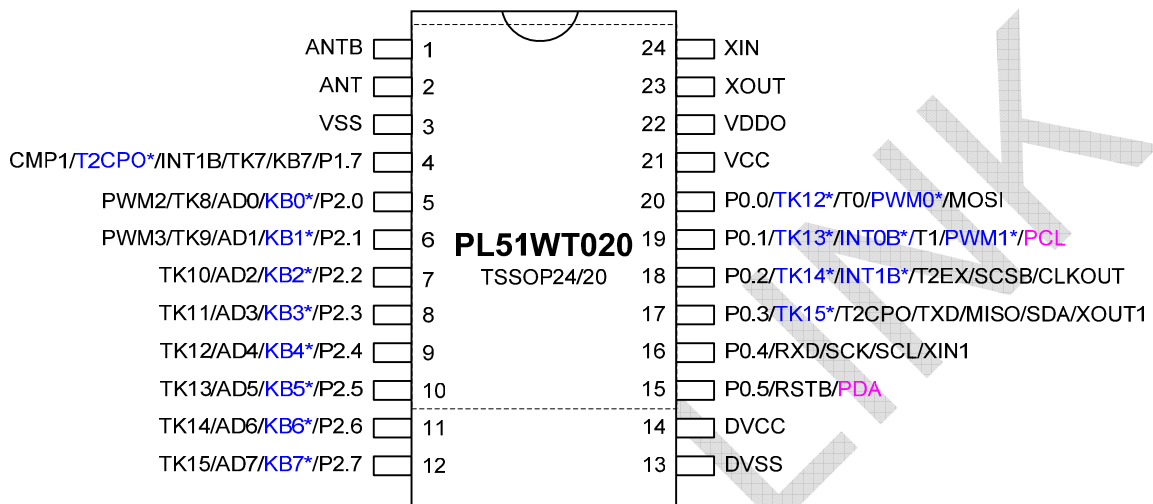 ANTB 1 24 XIN
ANT 2 23 XOUT
VSS 3 22 VDDO
CMP1/T2CPO*/INT1B/TK7/KB7/P1.7 4 21 VCC
PWM2/TK8/AD0/KB0*/P2.0 5 20 P0.0/TK12*/T0/PWM0*/MOSI
PWM3/TK9/AD1/KB1*/P2.1 6 PL51WT020 19 P0.1/TK13*/INT0B*/T1/PWM1*/PCL
TK10/AD2/KB2*/P2.2 7 TSSOP24/20 18 P0.2/TK14*/INT1B*/T2EX/SCSB/CLKOUT
TK11/AD3/KB3*/P2.3 8 17 P0.3/TK15*/T2CPO/TXD/MISO/SDA/XOUT1
TK12/AD4/KB4*/P2.4 9 16 P0.4/RXD/SCK/SCL/XIN1
TK13/AD5/KB5*/P2.5 10 15 P0.5/RSTB/PDA
TK14/AD6/KB6*/P2.6 11 14 DVCC
TK15/AD7/KB7*/P2.7 12 13 DVSS
LINK